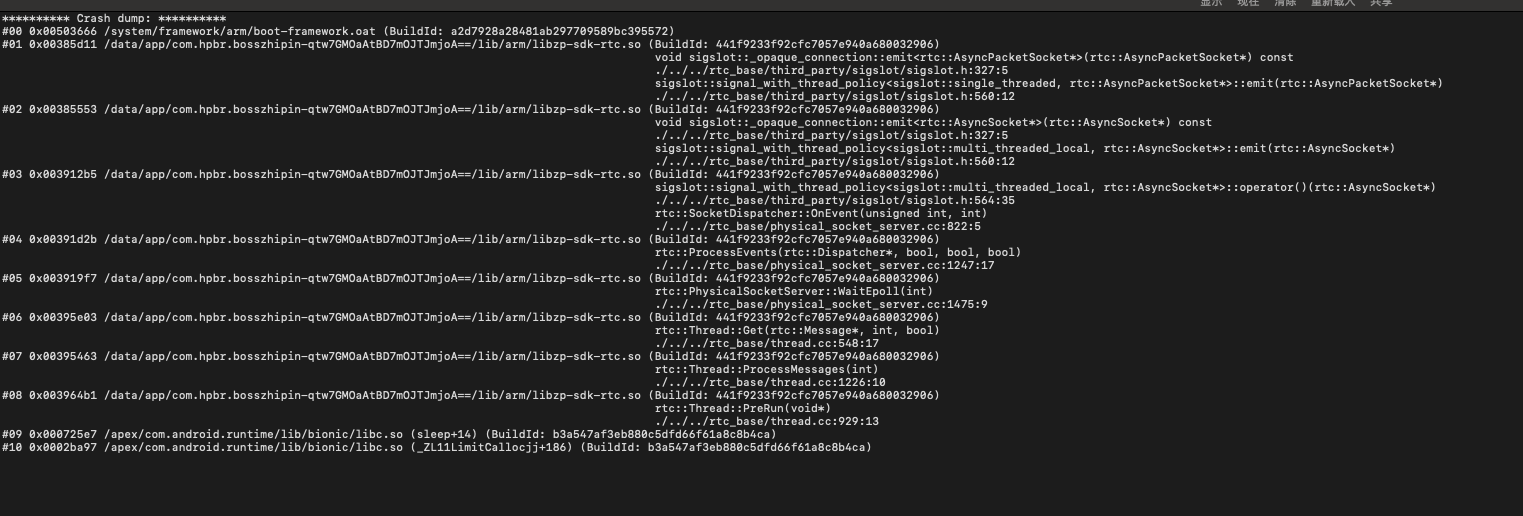 显示 现在 清除 重新载入 共享
********** Crash dump: **********
#00 0x00503666 /system/framework/arm/boot-framework.oat (BuildId: a2d7928a28481ab297709589bc395572)
#01 0x00385d11 /data/app/com.hpbr.bosszhipin-qtw7GMOaAtBD7mOJTJmjoA==/lib/arm/libzp-sdk-rtc.so (BuildId: 441f9233f92cfc7057e940a680032906)
void sigslot::_opaque_connection::emit<rtc::AsyncPacketSocket*>(rtc::AsyncPacketSocket*) const
./../../rtc_base/third_party/sigslot/sigslot.h:327:5
sigslot::signal_with_thread_policy<sigslot::single_threaded, rtc::AsyncPacketSocket*>::emit(rtc::AsyncPacketSocket*)
./../../rtc_base/third_party/sigslot/sigslot.h:560:12
#02 0x00385553 /data/app/com.hpbr.bosszhipin-qtw7GMOaAtBD7mOJTJmjoA==/lib/arm/libzp-sdk-rtc.so (BuildId: 441f9233f92cfc7057e940a680032906)
void sigslot::_opaque_connection::emit<rtc::AsyncSocket*>(rtc::AsyncSocket*) const
./../../rtc_base/third_party/sigslot/sigslot.h:327:5
sigslot::signal_with_thread_policy<sigslot::multi_threaded_local, rtc::AsyncSocket*>::emit(rtc::AsyncSocket*)
./../../rtc_base/third_party/sigslot/sigslot.h:560:12
#03 0x003912b5 /data/app/com.hpbr.bosszhipin-qtw7GMOaAtBD7mOJTJmjoA==/lib/arm/libzp-sdk-rtc.so (BuildId: 441f9233f92cfc7057e940a680032906)
sigslot::signal_with_thread_policy<sigslot::multi_threaded_local, rtc::AsyncSocket*>::operator()(rtc::AsyncSocket*)
./../../rtc_base/third_party/sigslot/sigslot.h:564:35
rtc::SocketDispatcher::OnEvent(unsigned int, int)
./../../rtc_base/physical_socket_server.cc:822:5
#04 0x00391d2b /data/app/com.hpbr.bosszhipin-qtw7GMOaAtBD7mOJTJmjoA==/lib/arm/libzp-sdk-rtc.so (BuildId: 441f9233f92cfc7057e940a680032906)
rtc::ProcessEvents(rtc::Dispatcher*, bool, bool, bool)
./../../rtc_base/physical_socket_server.cc:1247:17
#05 0x003919f7 /data/app/com.hpbr.bosszhipin-qtw7GMOaAtBD7mOJTJmjoA==/lib/arm/libzp-sdk-rtc.so (BuildId: 441f9233f92cfc7057e940a680032906)
rtc::PhysicalSocketServer::WaitEpoll(int)
./../../rtc_base/physical_socket_server.cc:1475:9
#06 0x00395e03 /data/app/com.hpbr.bosszhipin-qtw7GMOaAtBD7mOJTJmjoA==/lib/arm/libzp-sdk-rtc.so (BuildId: 441f9233f92cfc7057e940a680032906)
rtc::Thread::Get(rtc::Message*, int, bool)
./../../rtc_base/thread.cc:548:17
#07 0x00395463 /data/app/com.hpbr.bosszhipin-qtw7GMOaAtBD7mOJTJmjoA==/lib/arm/libzp-sdk-rtc.so (BuildId: 441f9233f92cfc7057e940a680032906)
rtc::Thread::ProcessMessages(int)
./../../rtc_base/thread.cc:1226:10
#08 0x003964b1 /data/app/com.hpbr.bosszhipin-qtw7GMOaAtBD7mOJTJmjoA==/lib/arm/libzp-sdk-rtc.so (BuildId: 441f9233f92cfc7057e940a680032906)
rtc::Thread::PreRun(void*)
./../../rtc_base/thread.cc:929:13
#09 0x000725e7 /apex/com.android.runtime/lib/bionic/libc.so (sleep+14) (BuildId: b3a547af3eb880c5dfd66f61a8c8b4ca)
#10 0x0002ba97 /apex/com.android.runtime/lib/bionic/libc.so (_ZL11LimitCallocjj+186) (BuildId: b3a547af3eb880c5dfd66f61a8c8b4ca)